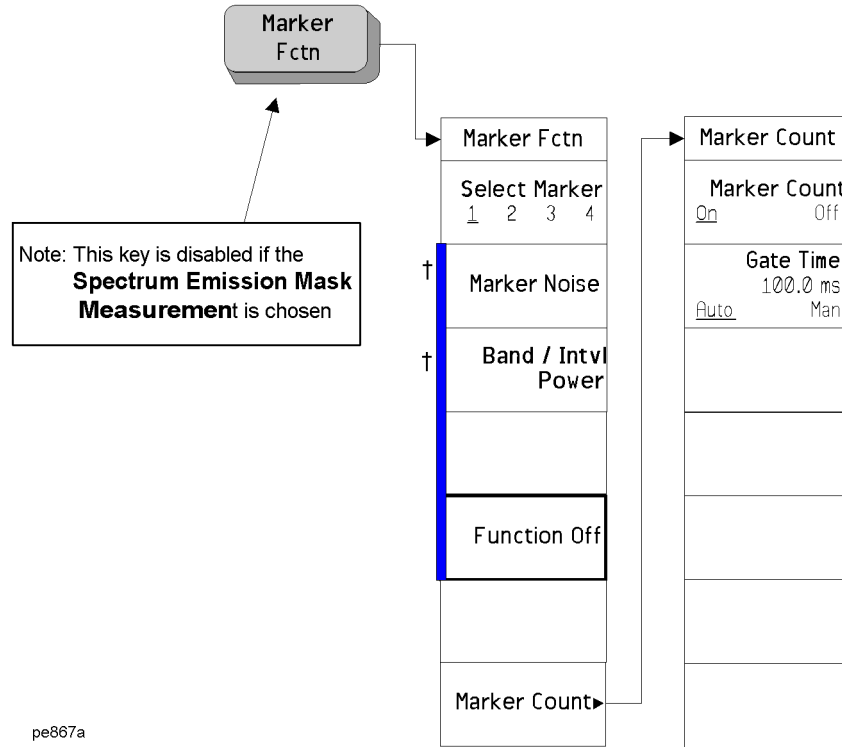 Marker
Fctn
Note: This key is disabled if the
Spectrum Emission Mask
Measurement is chosen
Marker Fctn
Select Marker
1 2 3 4
†
Marker Noise
†
Band / Intvl
Power
Function Off
Marker Count
Marker Count
Marker Count
On Off
Gate Time
100.0 ms
Auto Man
pe867a